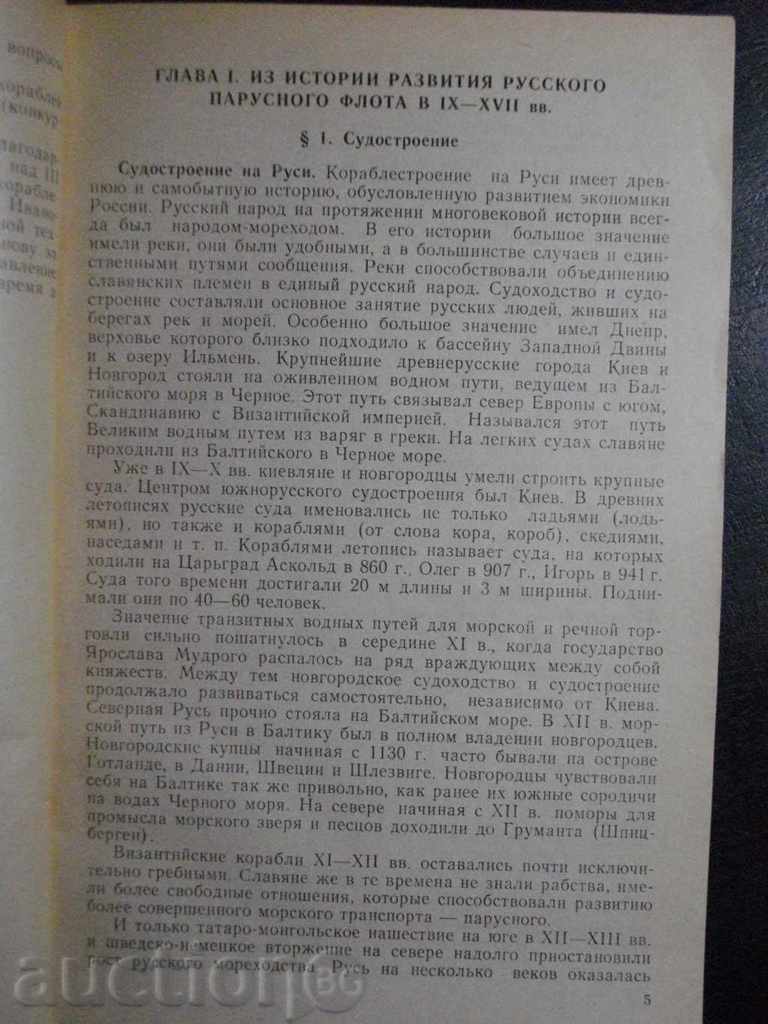 вопросы
кораблей
(конкур
лагодар-
над III
корабле
Ивано-
ной тех-
нову за
авление
время в
ГЛАВА I. ИЗ ИСТОРИИ РАЗВИТИЯ РУССКОГО
ПАРУСНОГО ФЛОТА В IX—XVII вв.
§ 1. Судостроение
Судостроение на Руси. Кораблестроение на Руси имеет древ-
нюю и самобытную историю, обусловленную развитием экономики
России. Русский народ на протяжении многовековой истории всег-
да был народом-мореходом. В его истории большое значение
имели реки, они были удобными, а в большинстве случаев и един-
ственными путями сообщения. Реки способствовали объединению
славянских племен в единый русский народ. Судоходство и судо-
строение составляли основное занятие русских людей, живших на
берегах рек и морей. Особенно большое значение имел Днепр,
верховье которого близко подходило к бассейну Западной Двины
и к озеру Ильмень. Крупнейшие древнерусские города Киев и
Новгород стояли на оживленном водном пути, ведущем из Бал-
тийского моря в Черное. Этот путь связывал север Европы с югом,
Скандинавию с Византийской империей. Назывался этот путь
Великим водным путем из варяг в греки. На легких судах славяне
проходили из Балтийского в Черное море.
Уже в IX—X вв. киевляне и новгородцы умели строить крупные
суда. Центром южнорусского судостроения был Киев. В древних
летописях русские суда именовались не только ладьями (лодь-
ями), но также и кораблями (от слова кора, короб), скедиями,
наседами и т. п. Кораблями летопись называет суда, на которых
ходили на Царьград Аскольд в 860 г., Олег в 907 г., Игорь в 941 г.
Суда того времени достигали 20 м длины и 3 м ширины. Подни-
мали они по 40—60 человек.
Значение транзитных водных путей для морской и речной тор-
говли сильно пошатнулось в середине XI в., когда государство
Ярослава Мудрого распалось на ряд враждующих между собой
княжеств. Между тем новгородское судоходство и судостроение
продолжало развиваться самостоятельно, независимо от Киева.
Северная Русь прочно стояла на Балтийском море. В XII в. мор-
ской путь из Руси в Балтику был в полном владении новгородцев.
Новгородские купцы начиная с 1130 г. часто бывали на острове
Готланде, в Дании, Швеции и Шлезвиге. Новгородцы чувствовали
себя на Балтике так же привольно, как ранее их южные сородичи
на водах Черного моря. На севере начиная с XII в. поморы для
промысла морского зверя и песцов доходили до Груманта (Шпиц-
берген).
Византийские корабли XI—XII вв. оставались почти исключи-
тельно гребными. Славяне же в те времена не знали рабства, име-
ли более свободные отношения, которые способствовали развитию
более совершенного морского транспорта — парусного.
И только татаро-монгольское нашествие на юге в XII—XIII вв.
и шведско-немецкое вторжение на севере надолго приостановили
рост русского мореходства. Русь на несколько веков оказалась
5
auction.BG